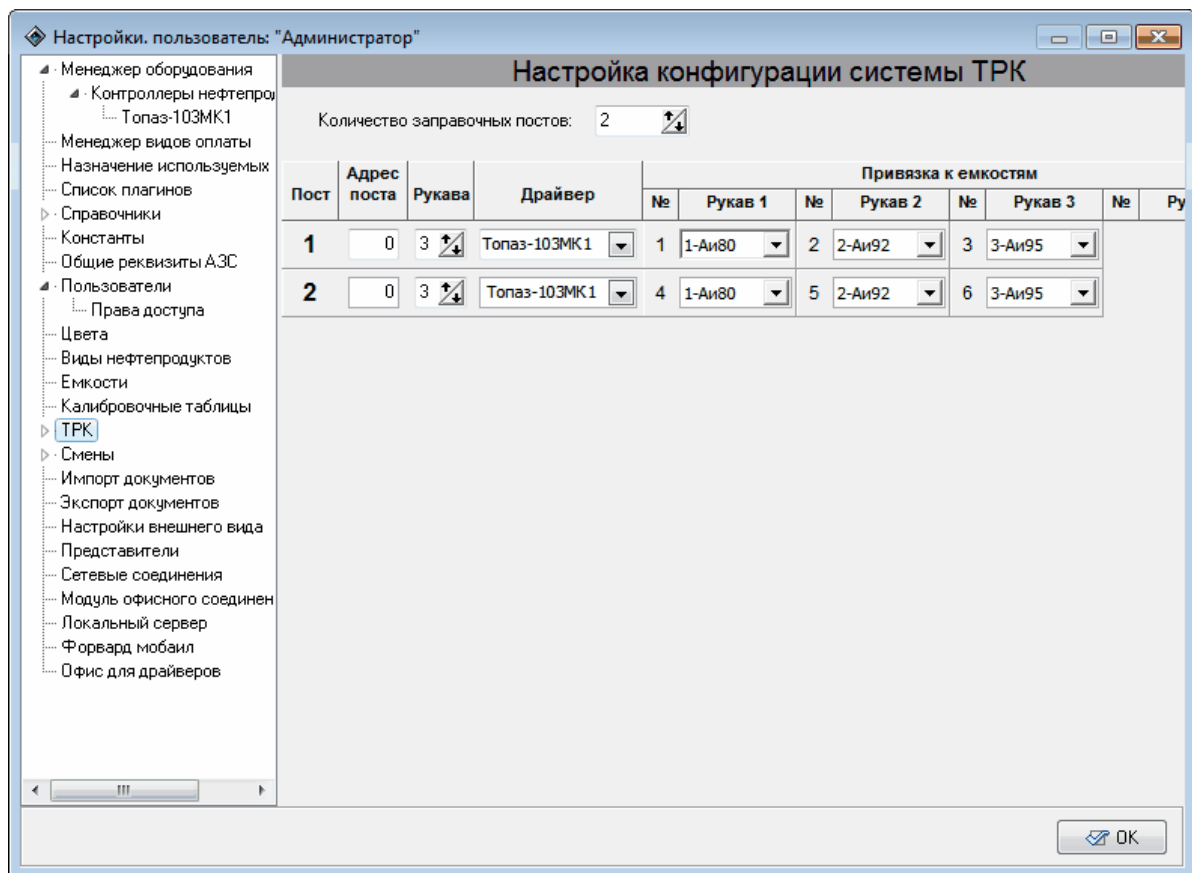 Настройки. пользователь: "Администратор"
Менеджер оборудования
Контроллеры нефтепро
Топаз-103МК1
Менеджер видов оплаты
Назначение используемых
Список плагинов
Справочники
Константы
Общие реквизиты АЗС
Пользователи
Права доступа
Цвета
Виды нефтепродуктов
Емкости
Калибровочные таблицы
ТРК
Смены
Импорт документов
Экспорт документов
Настройки внешнего вида
Представители
Сетевые соединения
Модуль офисного соединен
Локальный сервер
Форвард мобаил
Офис для драйверов
Настройка конфигурации системы ТРК
Количество заправочных постов: 2
Пост Адрес поста Рукава Драйвер Привязка к емкостям
№ Рукав 1 № Рукав 2 № Рукав 3 № Ру
1 0 3 Топаз-103МК1 1 1-Аи80 2 2-Аи92 3 3-Аи95
2 0 3 Топаз-103МК1 4 1-Аи80 5 2-Аи92 6 3-Аи95
OK